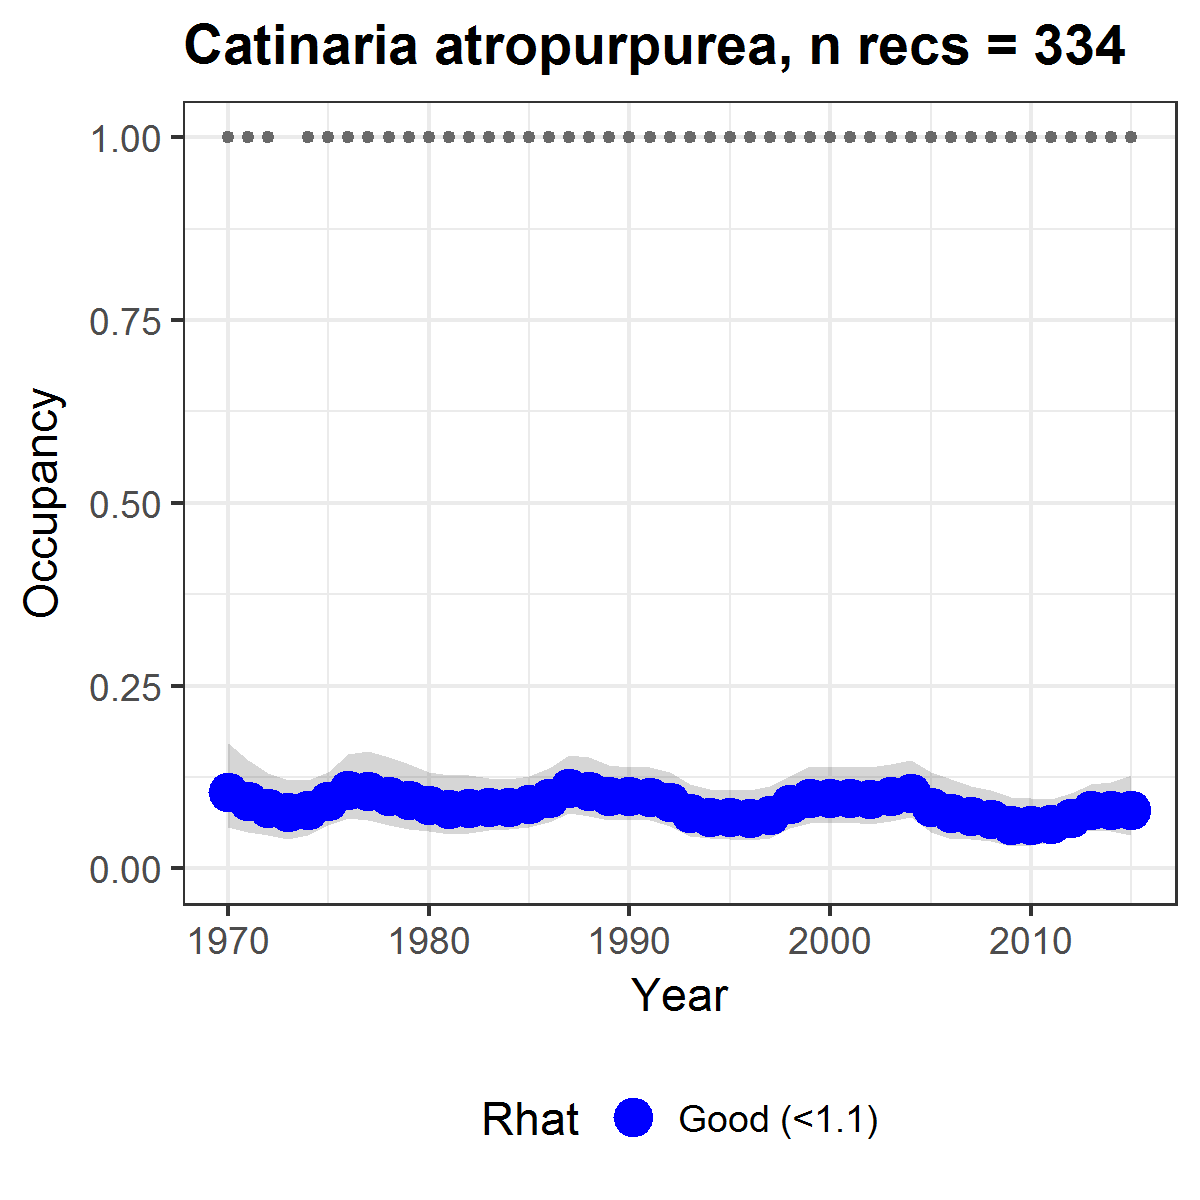 Catinaria atropurpurea, n recs = 334
1.00
0.75
0.50
0.25
0.00
Occupancy
1970 1980 1990 2000 2010
Year
Rhat Good (<1.1)